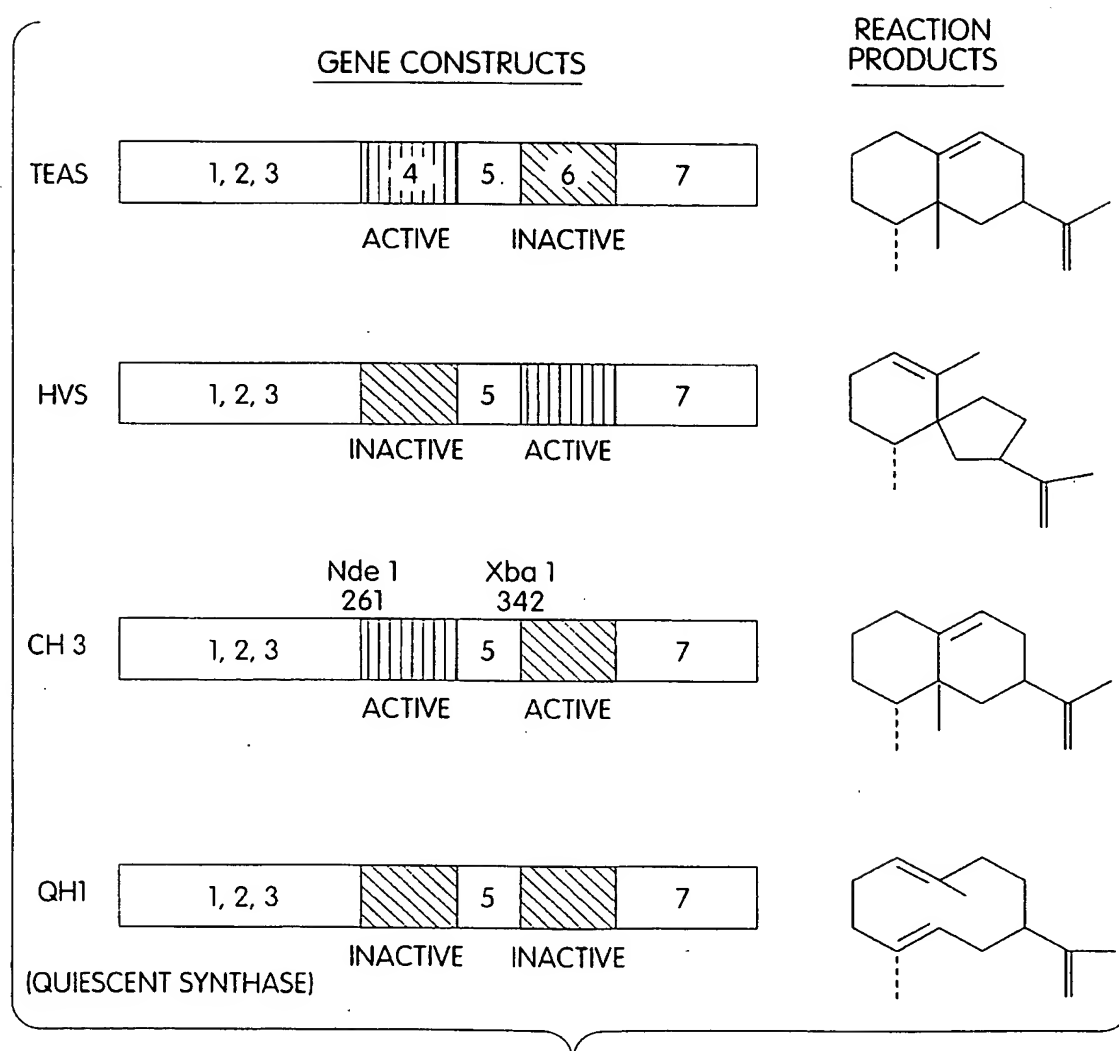 GENE CONSTRUCTS
REACTION
PRODUCTS
TEAS
1, 2, 3 4 5 6 7
ACTIVE INACTIVE
HVS
1, 2, 3 5 7
INACTIVE ACTIVE
Nde 1 Xba 1
261 342
CH 3
1, 2, 3 5 7
ACTIVE ACTIVE
QH1
1, 2, 3 5 7
INACTIVE INACTIVE
(QUIESCENT SYNTHASE)